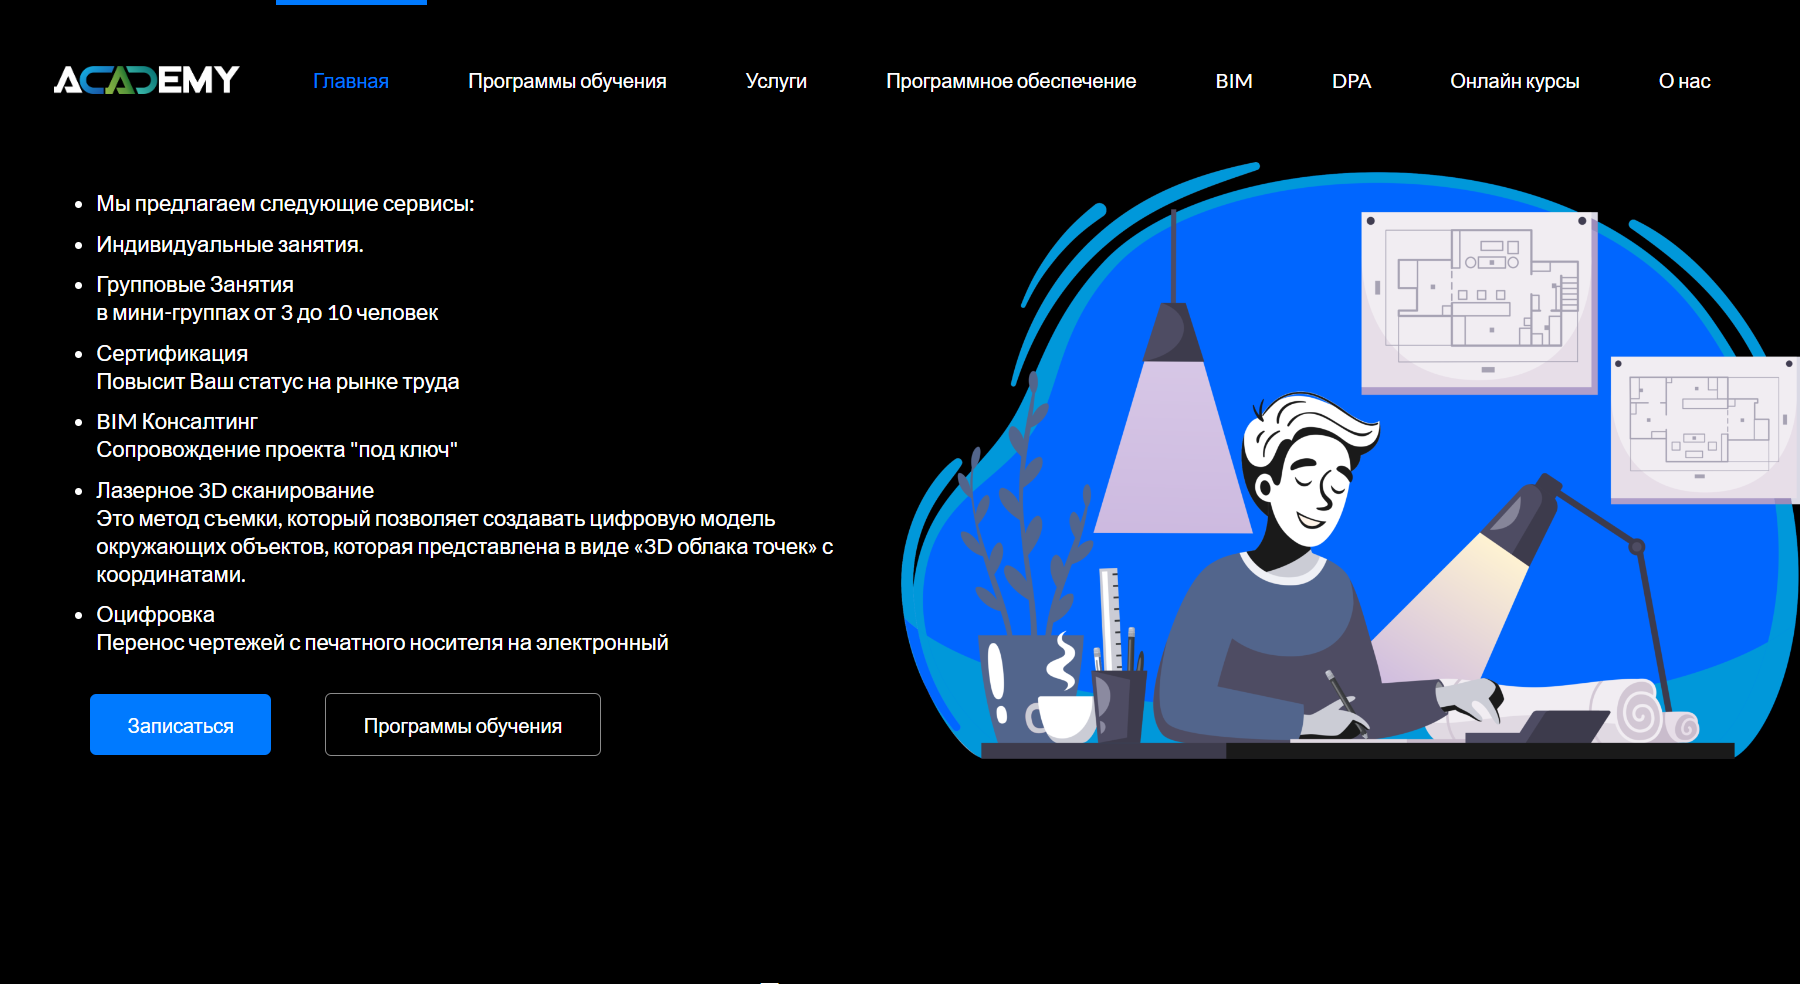 ACADEMY
Главная
Программы обучения
Услуги
Программное обеспечение
BIM
DPA
Онлайн курсы
О нас
Мы предлагаем следующие сервисы:
Индивидуальные занятия.
Групповые Занятия
в мини-группах от 3 до 10 человек
Сертификация
Повысит Ваш статус на рынке труда
BIM Консалтинг
Сопровождение проекта "под ключ"
Лазерное 3D сканирование
Это метод съемки, который позволяет создавать цифровую модель
окружающих объектов, которая представлена в виде «3D облака точек» с
координатами.
Оцифровка
Перенос чертежей с печатного носителя на электронный
Записаться
Программы обучения